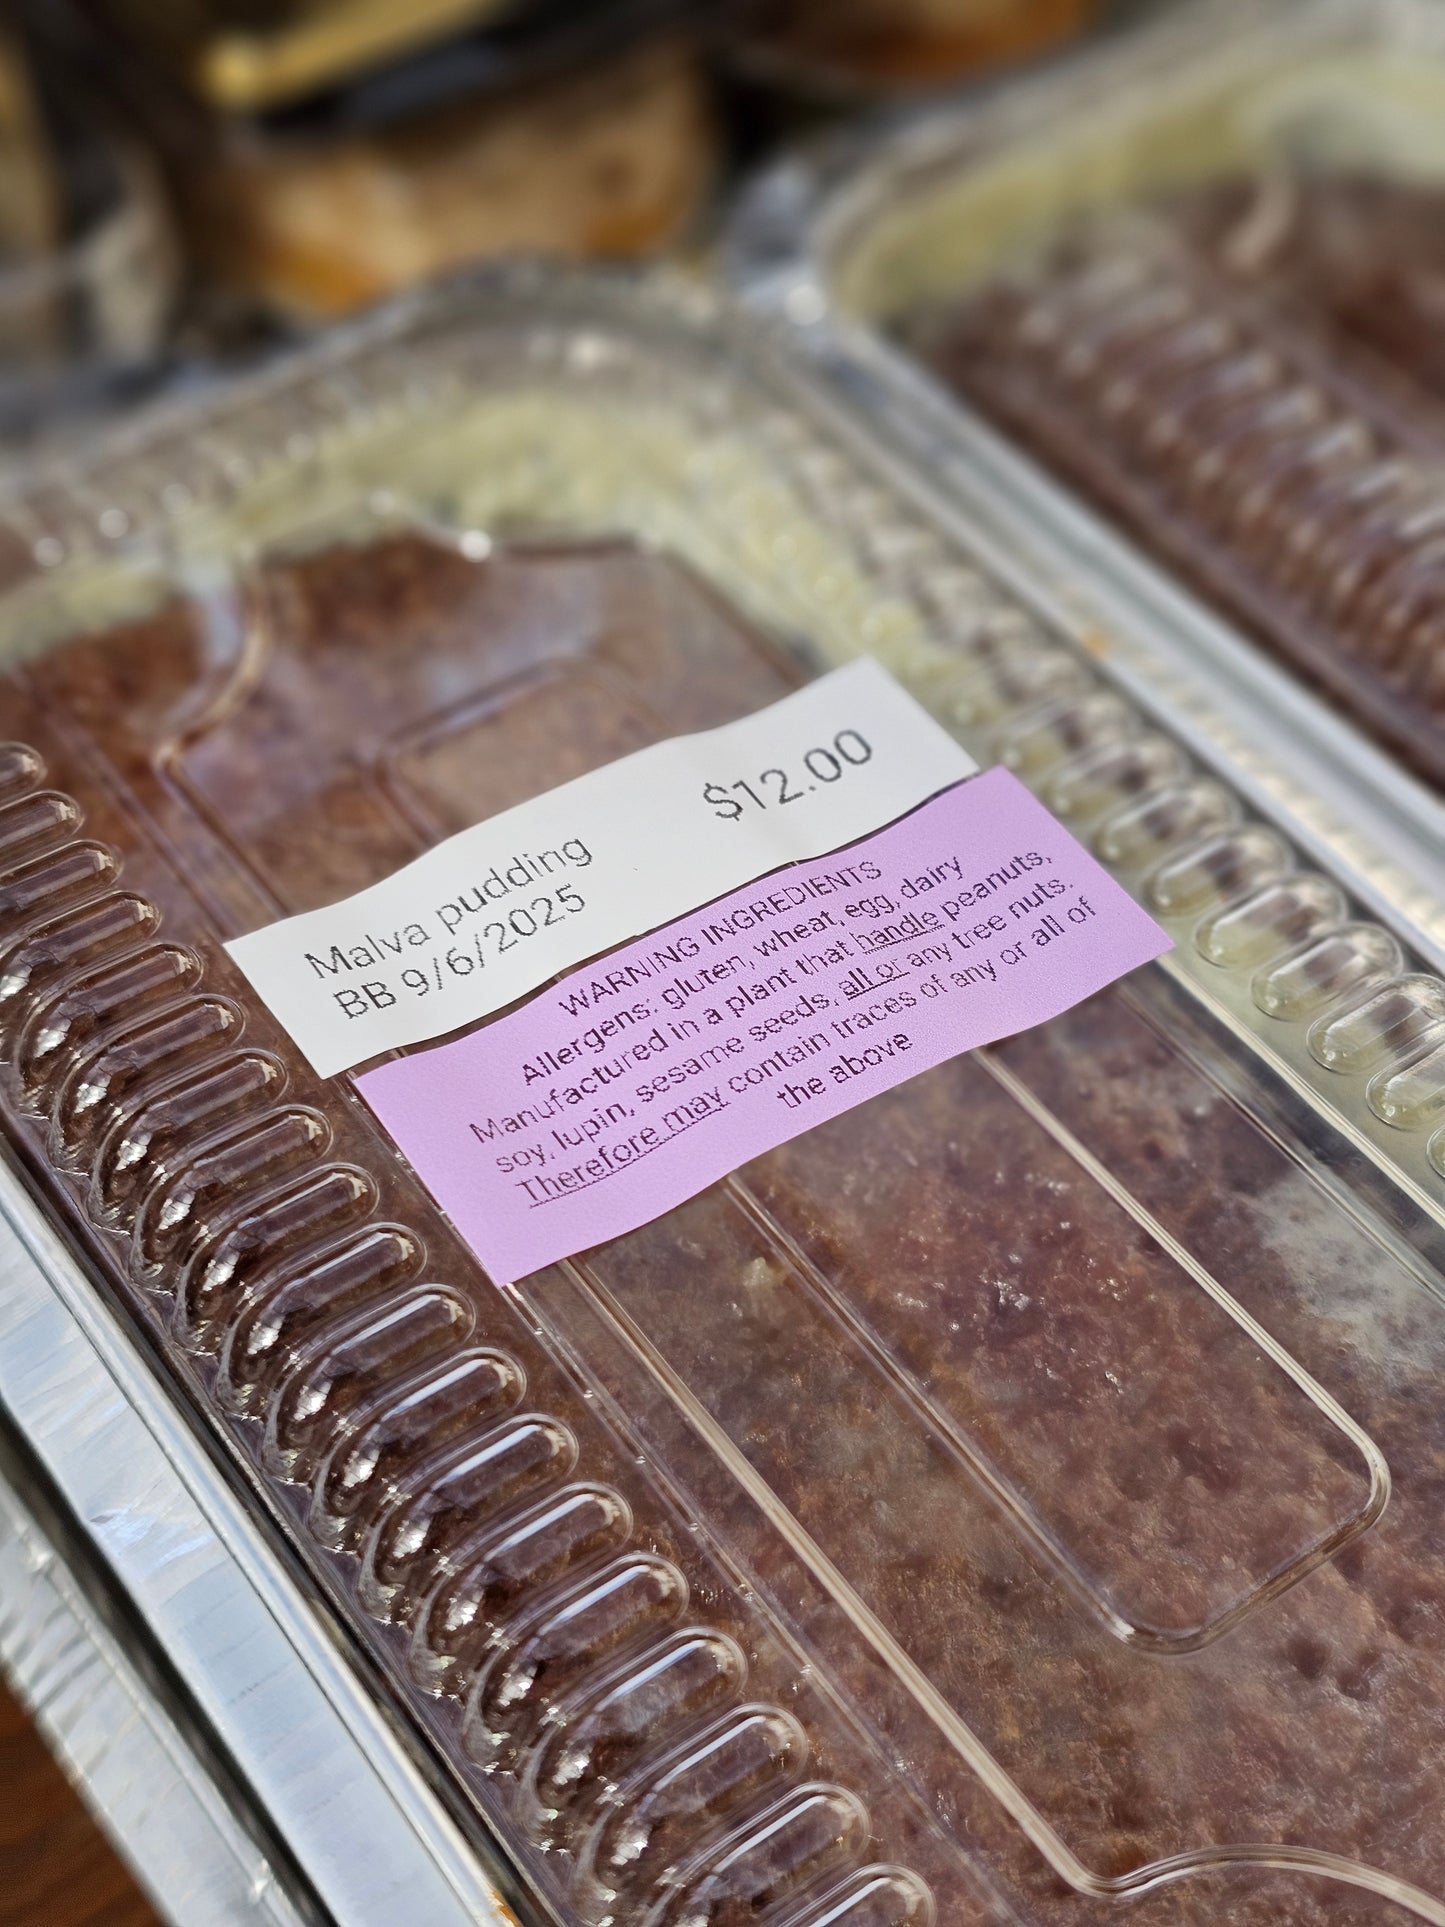 Malva pudding $12.00
BB 9/6/2025
WARNING INGREDIENTS
Allergens: gluten, wheat, egg, dairy
Manufactured in a plant that handle peanuts,
soy, lupin, sesame seeds, all or any tree nuts.
Therefore may contain traces of any or all of
the above